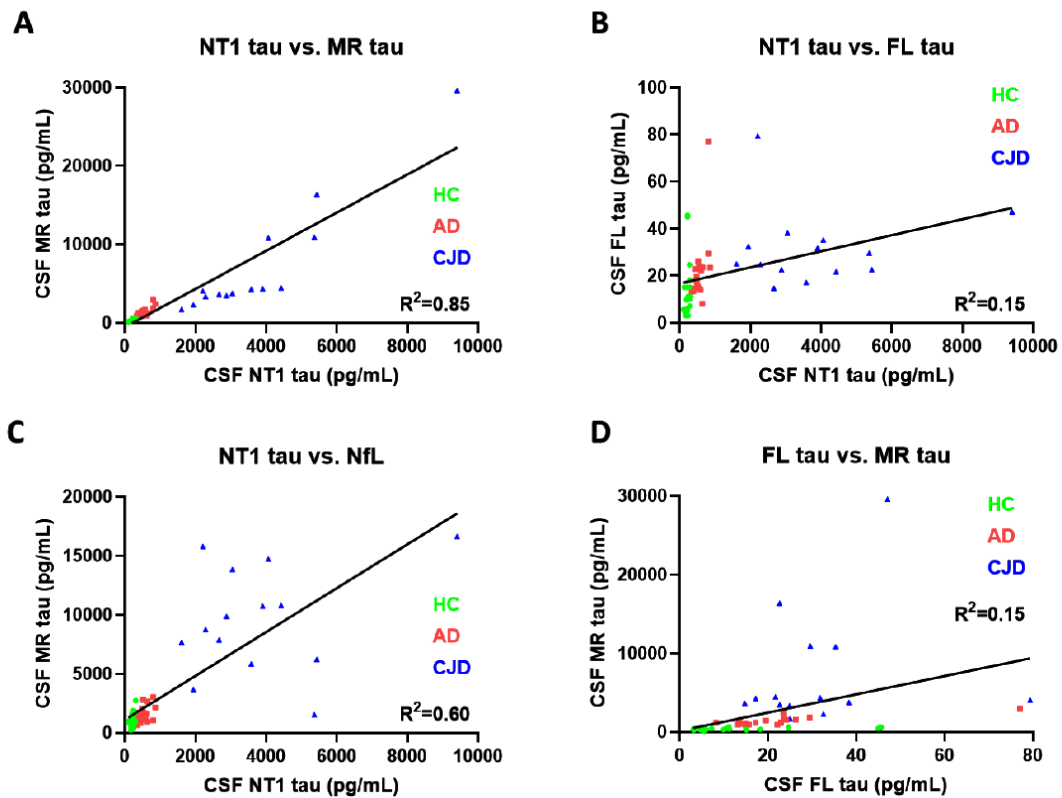 A
NT1 tau vs. MR tau
CSF MR tau (pg/mL)
30000
20000
10000
0
HC
AD
CJD
R²=0.85
0 2000 4000 6000 8000 10000
CSF NT1 tau (pg/mL)
B
NT1 tau vs. FL tau
CSF FL tau (pg/mL)
100
80
60
40
20
0
HC
AD
CJD
R²=0.15
0 2000 4000 6000 8000 10000
CSF NT1 tau (pg/mL)
C
NT1 tau vs. NfL
CSF MR tau (pg/mL)
20000
15000
10000
5000
0
HC
AD
CJD
R²=0.60
0 2000 4000 6000 8000 10000
CSF NT1 tau (pg/mL)
D
FL tau vs. MR tau
CSF MR tau (pg/mL)
30000
20000
10000
0
HC
AD
CJD
R²=0.15
0 20 40 60 80
CSF FL tau (pg/mL)